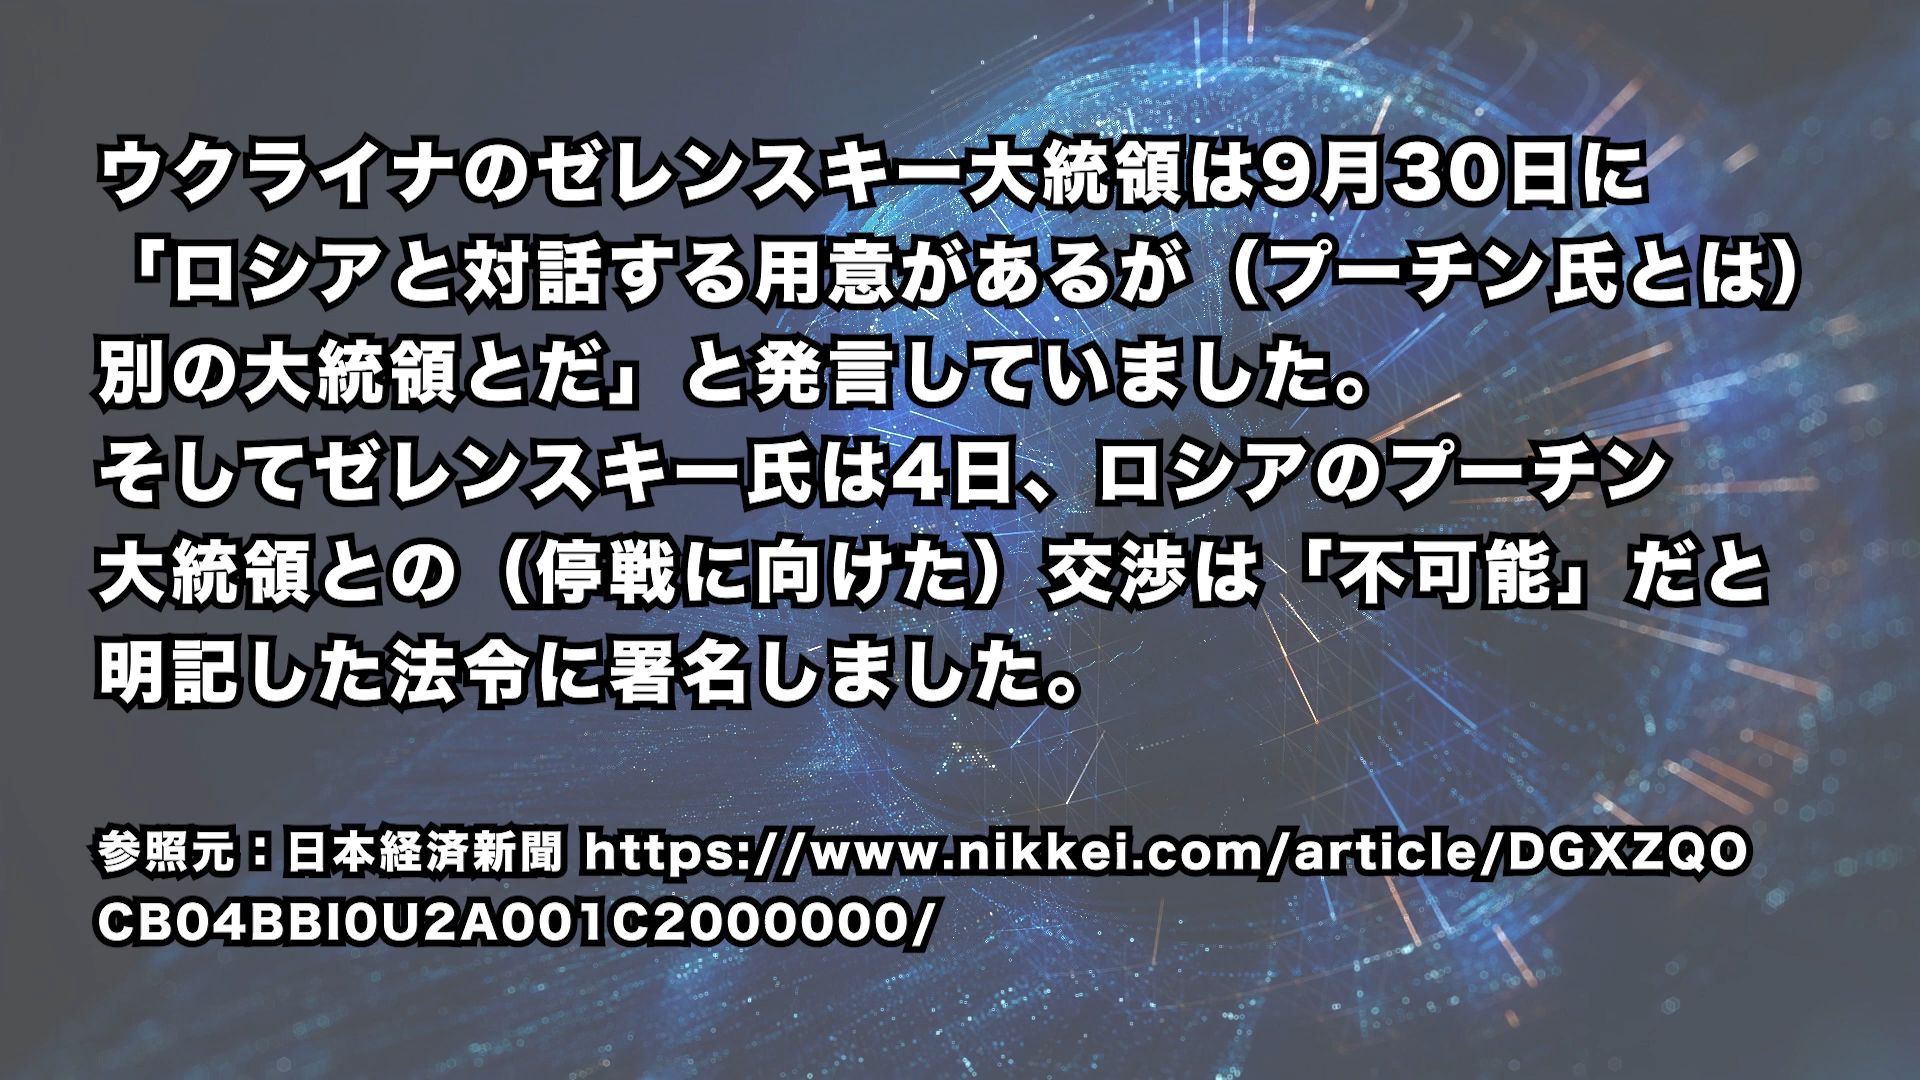 ウクライナのゼレンスキー大統領は9月30日に
「ロシアと対話する用意があるが（プーチン氏とは）
別の大統領とだ」と発言していました。
そしてゼレンスキー氏は4日、ロシアのプーチン
大統領との（停戦に向けた）交渉は「不可能」だと
明記した法令に署名しました。
参照元：日本経済新聞 https://www.nikkei.com/article/DGXZQO
CB04BBI0U2A001C2000000/